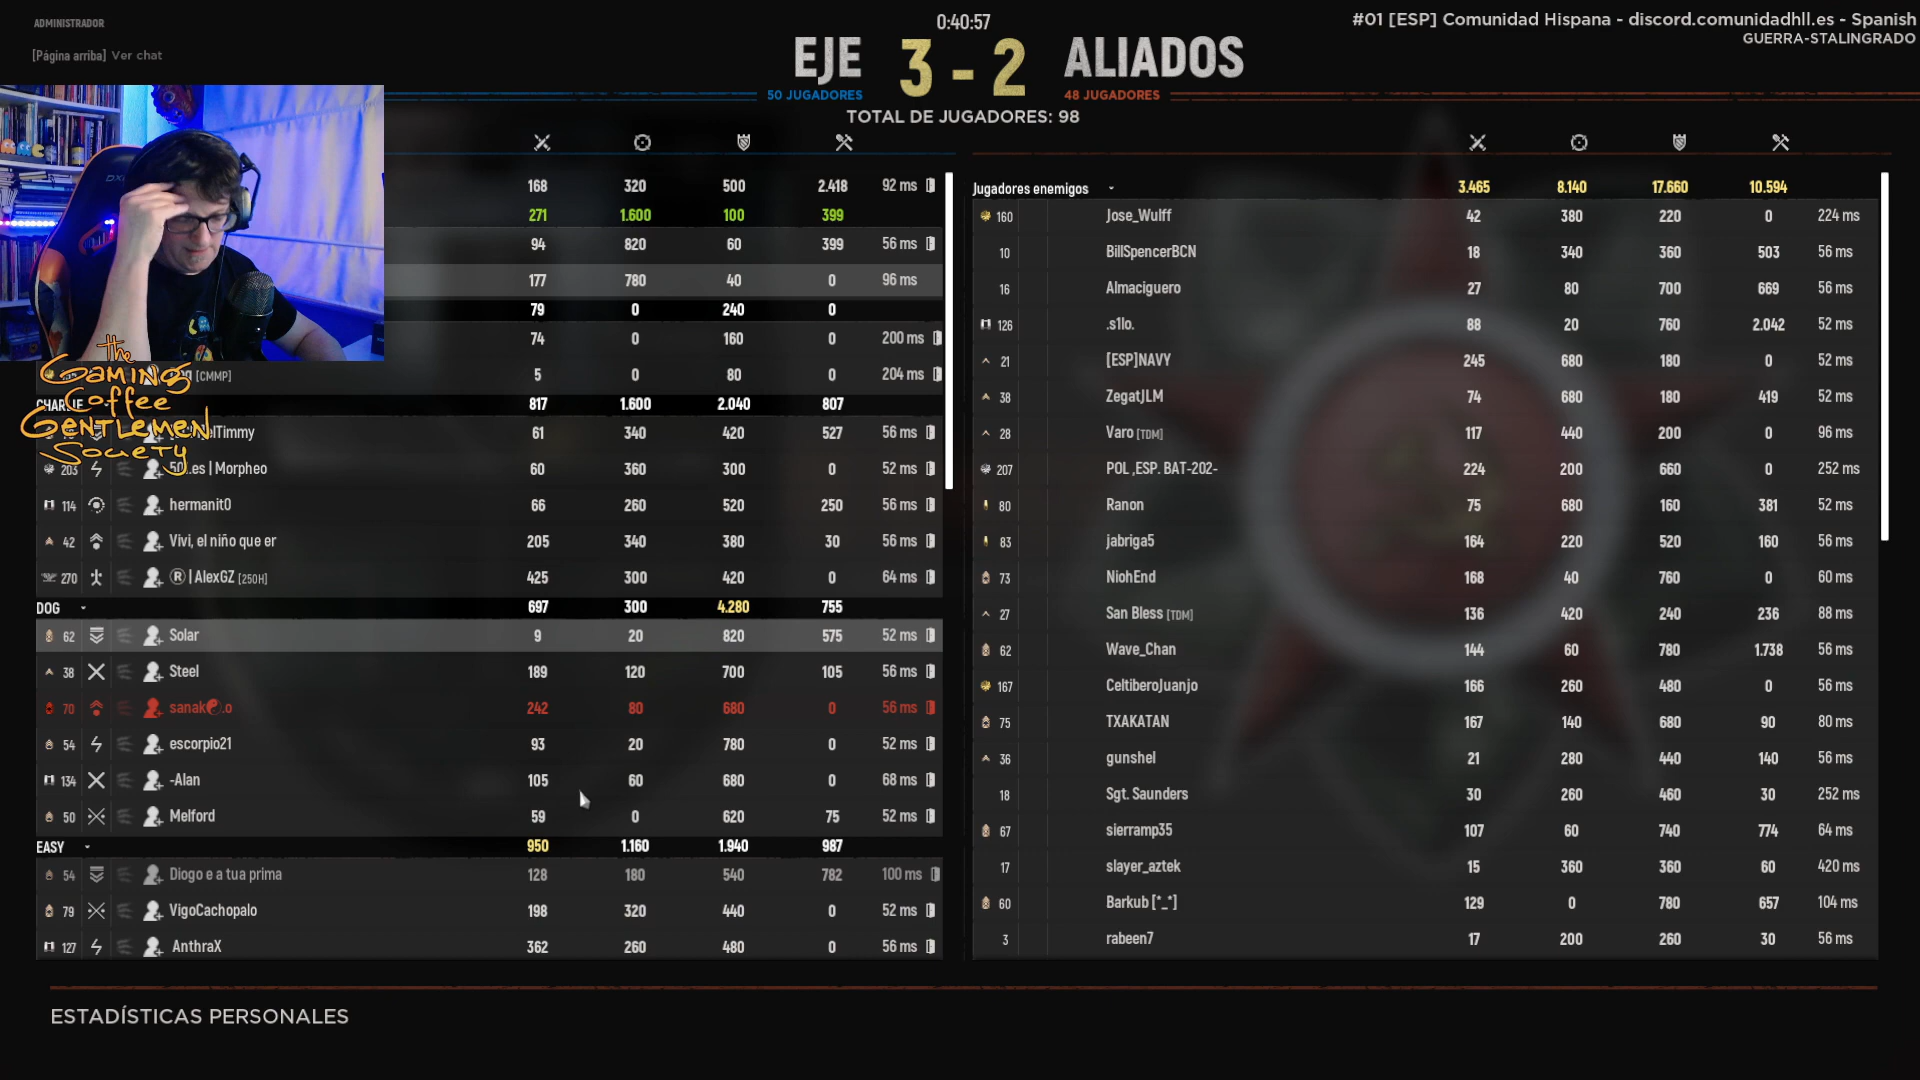 ADMINISTRADOR
[Página arriba] Ver chat
0:40:57
EJE 3 - 2 ALIADOS
50 JUGADORES 48 JUGADORES
TOTAL DE JUGADORES: 98
#01 [ESP] Comunidad Hispana - discord.comunidadhll.es - Spanish
GUERRA-STALINGRADO
168 320 500 2.418 92 ms
271 1.600 100 399
94 820 60 399 56 ms
177 780 40 0 96 ms
79 0 240 0
74 0 160 0 200 ms
[CMMP] 5 0 80 0 204 ms
the
Gaming
Coffee
Gentlemen
Society
CHARLIE 817 1.600 2.040 807
elTimmy 61 340 420 527 56 ms
203 50.es | Morpheo 60 360 300 0 52 ms
114 hermanit0 66 260 520 250 56 ms
42 Vivi, el niño que er 205 340 380 30 56 ms
270 Ⓡ | AlexGZ [250H] 425 300 420 0 64 ms
DOG 697 300 4.280 755
62 Solar 9 20 820 575 52 ms
38 Steel 189 120 700 105 56 ms
70 sanak☯.o 242 80 680 0 56 ms
54 escorpio21 93 20 780 0 52 ms
134 -Alan 105 60 680 0 68 ms
50 Melford 59 0 620 75 52 ms
EASY 950 1.160 1.940 987
54 Diogo e a tua prima 128 180 540 782 100 ms
79 VigoCachopalo 198 320 440 0 52 ms
127 AnthraX 362 260 480 0 56 ms
Jugadores enemigos 3.465 8.140 17.660 10.594
160 Jose_Wulff 42 380 220 0 224 ms
10 BillSpencerBCN 18 340 360 503 56 ms
16 Almaciguero 27 80 700 669 56 ms
126 .s1lo. 88 20 760 2.042 52 ms
21 [ESP]NAVY 245 680 180 0 52 ms
38 ZegatJLM 74 680 180 419 52 ms
28 Varo [TDM] 117 440 200 0 96 ms
207 POL ,ESP. BAT-202- 224 200 660 0 252 ms
80 Ranon 75 680 160 381 52 ms
83 jabriga5 164 220 520 160 56 ms
73 NiohEnd 168 40 760 0 60 ms
27 San Bless [TDM] 136 420 240 236 88 ms
62 Wave_Chan 144 60 780 1.738 56 ms
167 CeltiberoJuanjo 166 260 480 0 56 ms
75 TXAKATAN 167 140 680 90 80 ms
36 gunshel 21 280 440 140 56 ms
18 Sgt. Saunders 30 260 460 30 252 ms
67 sierramp35 107 60 740 774 64 ms
17 slayer_aztek 15 360 360 60 420 ms
60 Barkub [*_*] 129 0 780 657 104 ms
3 rabeen7 17 200 260 30 56 ms
ESTADÍSTICAS PERSONALES